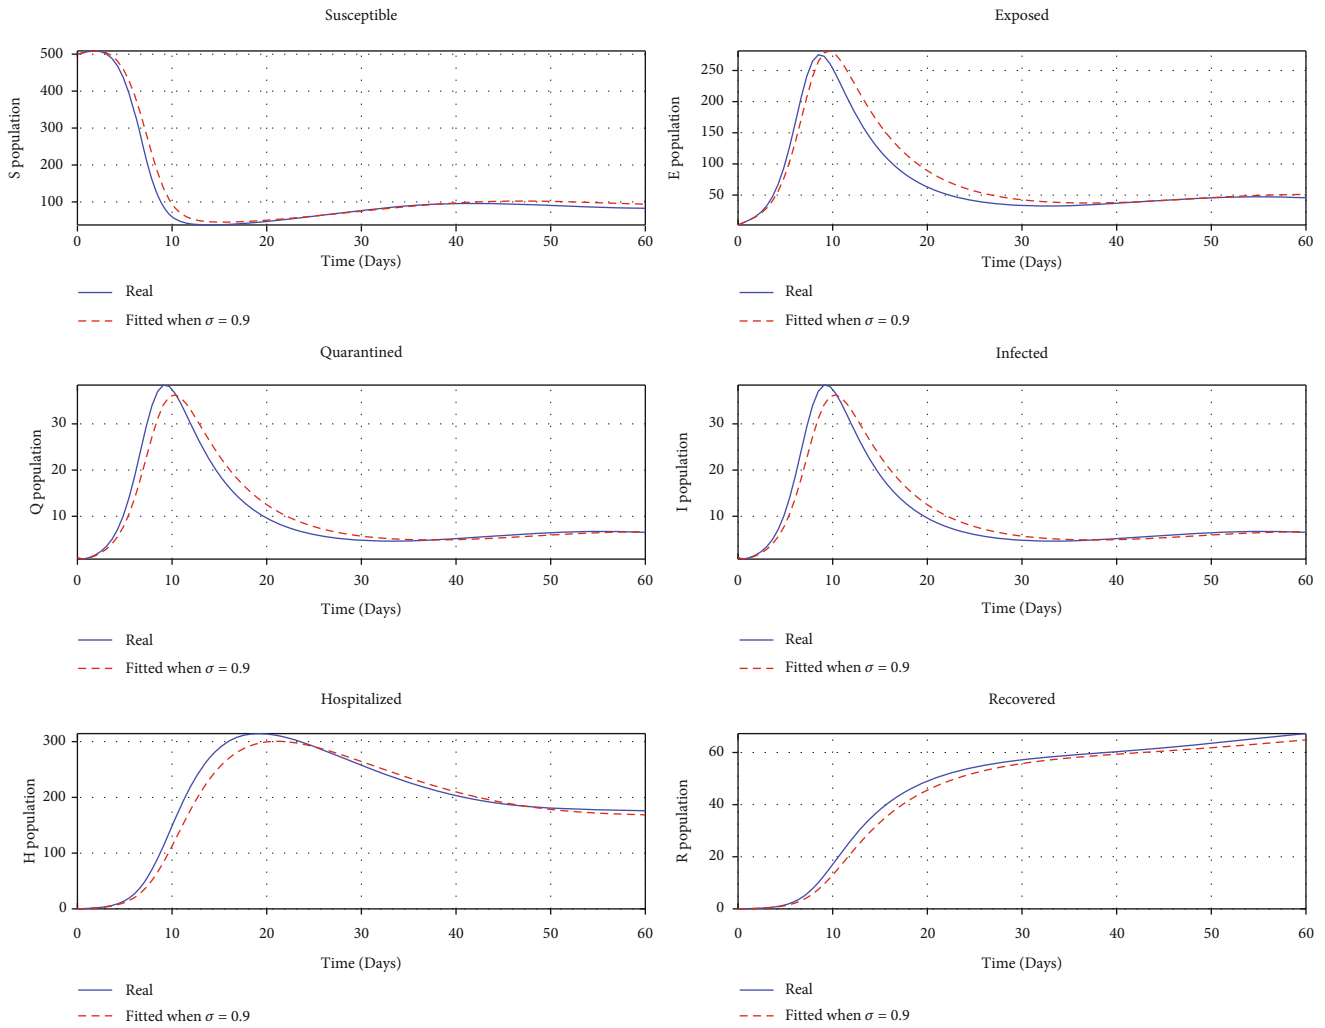 Susceptible
500
400
300
200
100
S population
0 10 20 30 40 50 60
Time (Days)
Real
Fitted when σ = 0.9
Exposed
250
200
150
100
50
E population
0 10 20 30 40 50 60
Time (Days)
Real
Fitted when σ = 0.9
Quarantined
30
20
10
Q population
0 10 20 30 40 50 60
Time (Days)
Real
Fitted when σ = 0.9
Infected
30
20
10
I population
0 10 20 30 40 50 60
Time (Days)
Real
Fitted when σ = 0.9
Hospitalized
300
200
100
0
H population
0 10 20 30 40 50 60
Time (Days)
Real
Fitted when σ = 0.9
Recovered
60
40
20
0
R population
0 10 20 30 40 50 60
Time (Days)
Real
Fitted when σ = 0.9